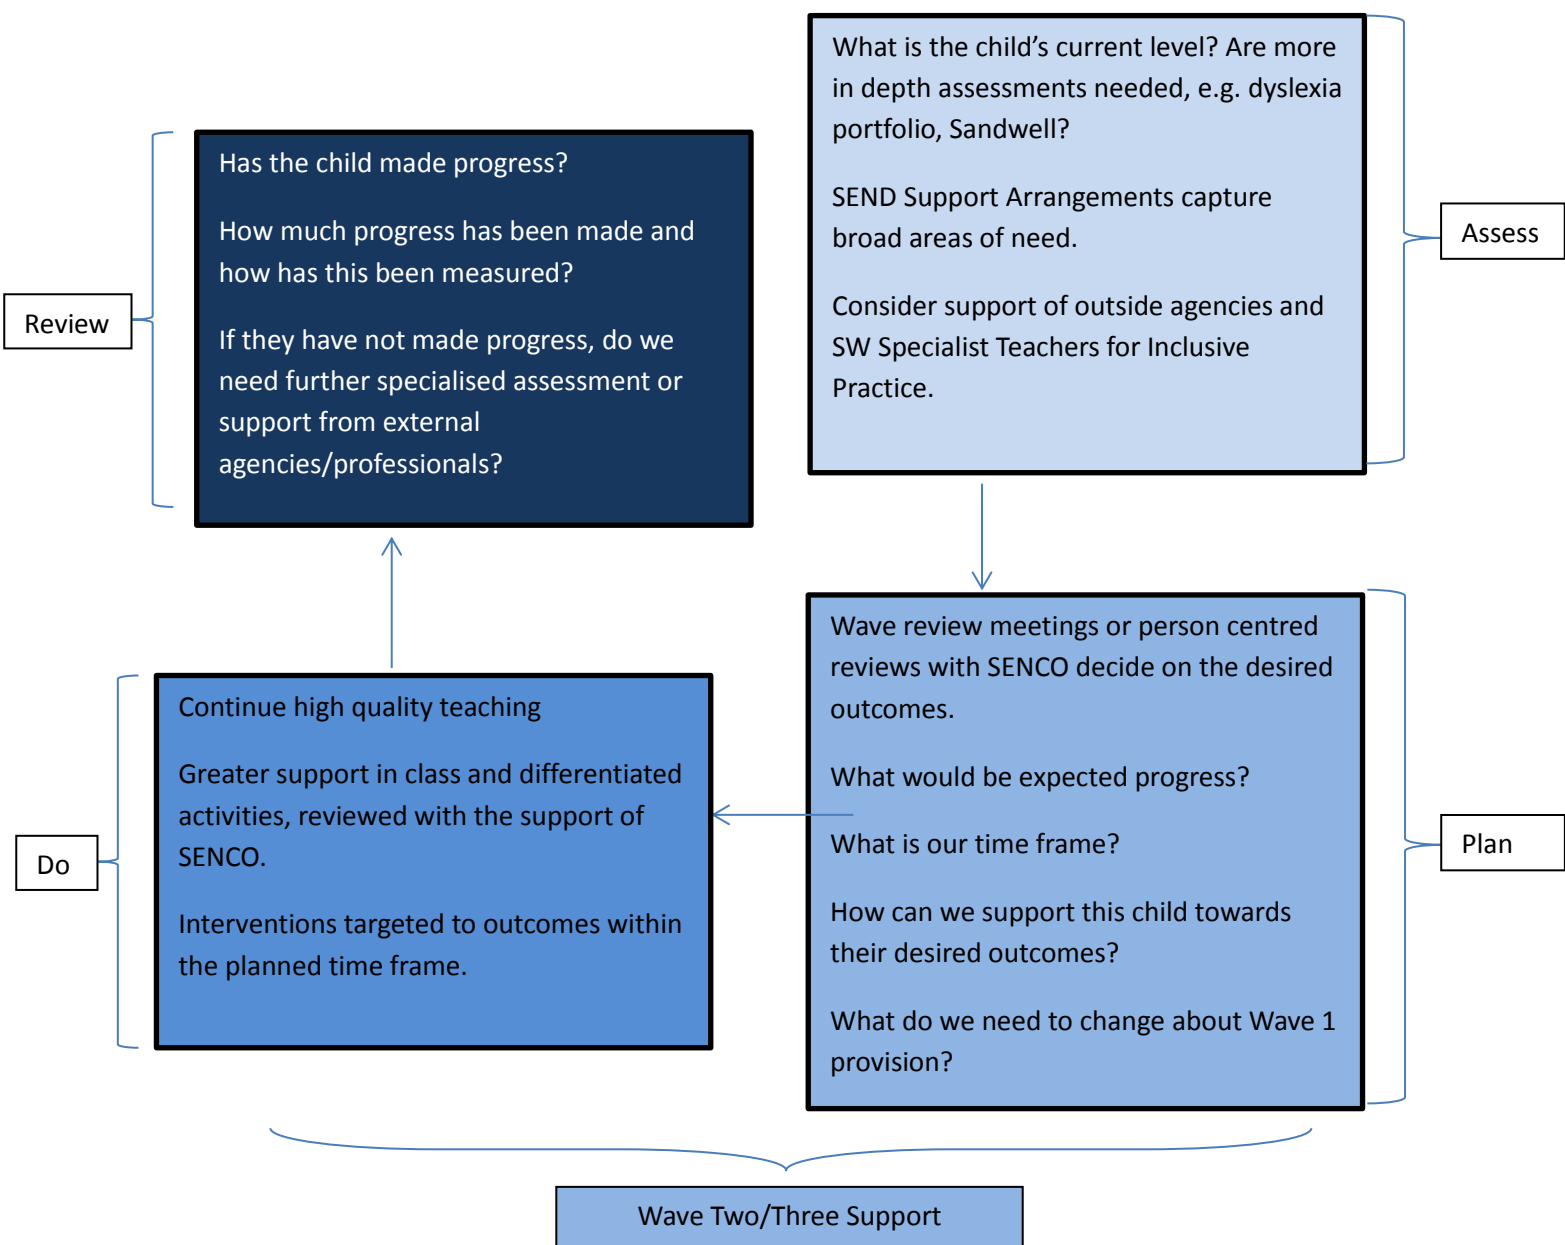 What is the child’s current level? Are more
in depth assessments needed, e.g. dyslexia
portfolio, Sandwell?
SEND Support Arrangements capture
broad areas of need.
Consider support of outside agencies and
SW Specialist Teachers for Inclusive
Practice.
Assess
Has the child made progress?
How much progress has been made and
how has this been measured?
If they have not made progress, do we
need further specialised assessment or
support from external
agencies/professionals?
Review
Wave review meetings or person centred
reviews with SENCO decide on the desired
outcomes.
What would be expected progress?
What is our time frame?
How can we support this child towards
their desired outcomes?
What do we need to change about Wave 1
provision?
Plan
Continue high quality teaching
Greater support in class and differentiated
activities, reviewed with the support of
SENCO.
Interventions targeted to outcomes within
the planned time frame.
Do
Wave Two/Three Support